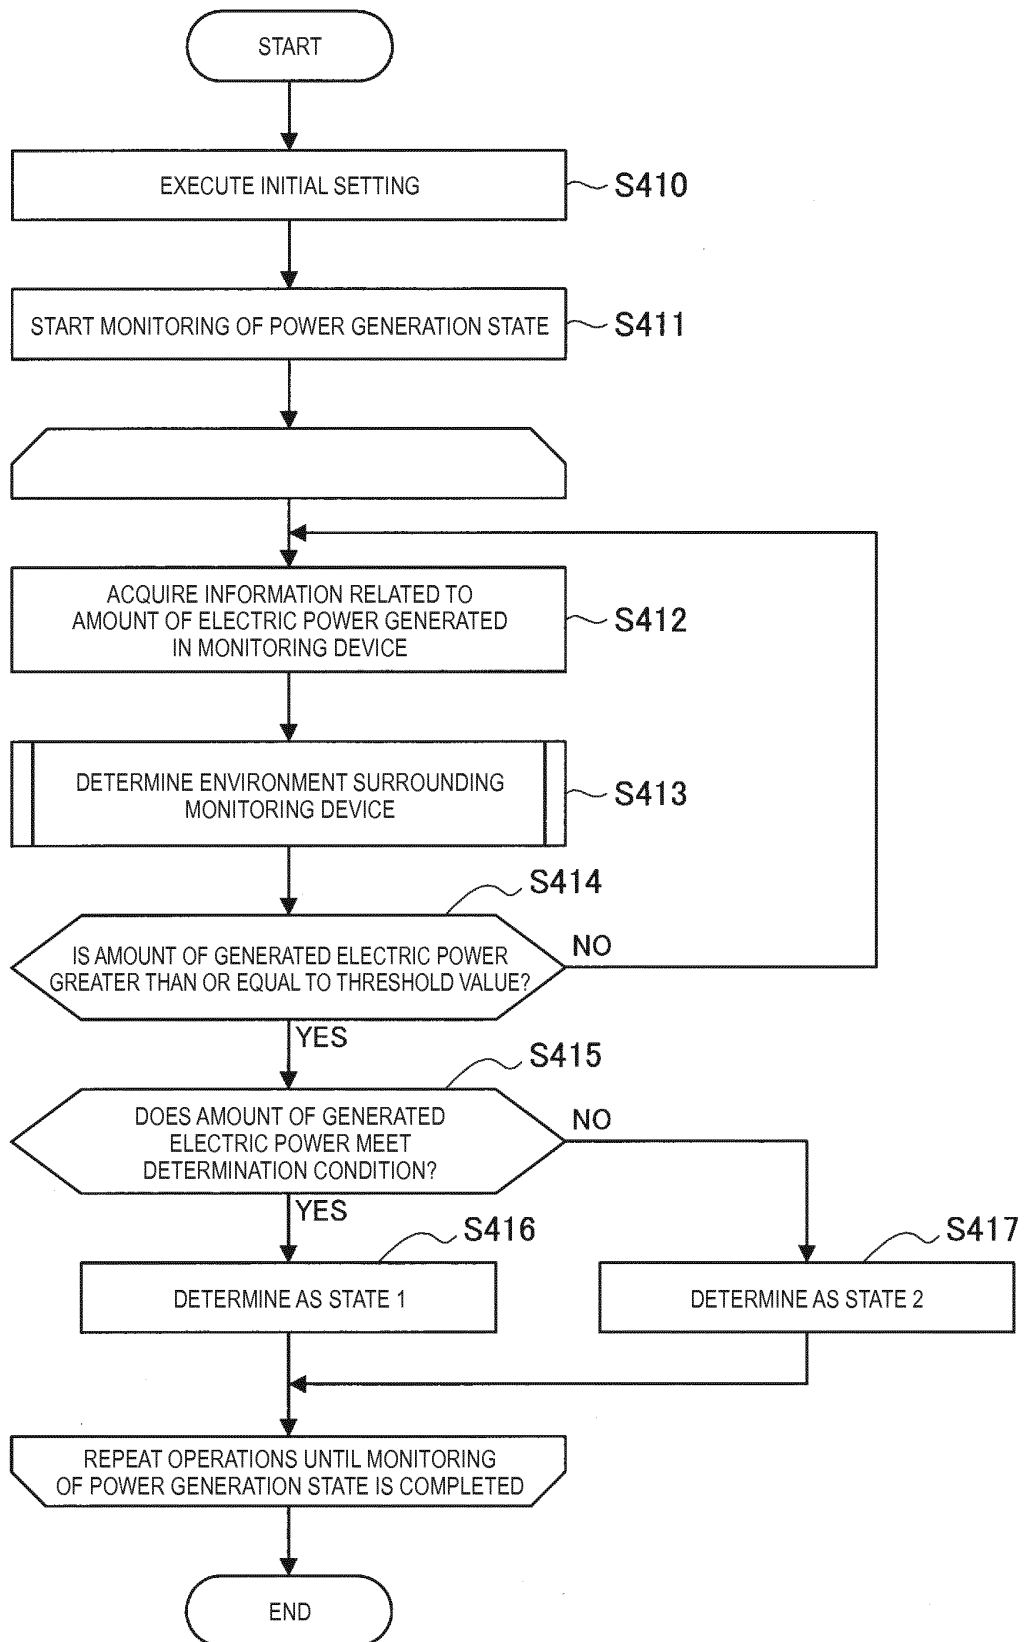 START
EXECUTE INITIAL SETTING
S410
START MONITORING OF POWER GENERATION STATE
S411
ACQUIRE INFORMATION RELATED TO
AMOUNT OF ELECTRIC POWER GENERATED
IN MONITORING DEVICE
S412
DETERMINE ENVIRONMENT SURROUNDING
MONITORING DEVICE
S413
S414
IS AMOUNT OF GENERATED ELECTRIC POWER
GREATER THAN OR EQUAL TO THRESHOLD VALUE?
NO
YES
S415
DOES AMOUNT OF GENERATED
ELECTRIC POWER MEET
DETERMINATION CONDITION?
NO
YES
S416
DETERMINE AS STATE 1
S417
DETERMINE AS STATE 2
REPEAT OPERATIONS UNTIL MONITORING
OF POWER GENERATION STATE IS COMPLETED
END